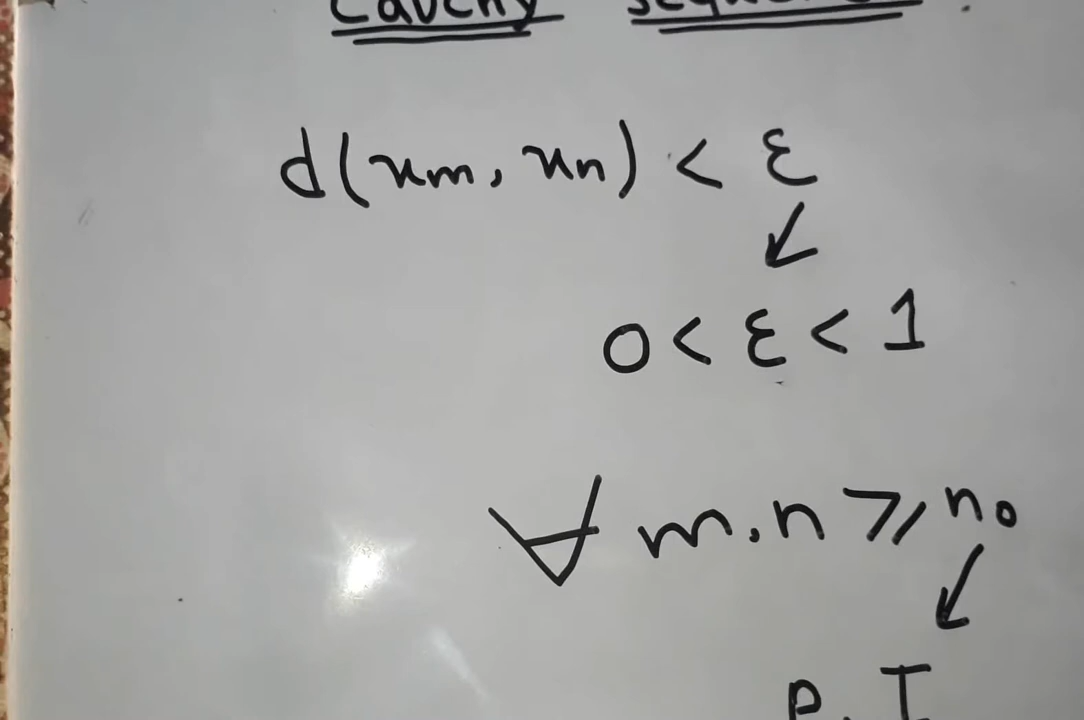 Cauchy sequence
d(xm, xn) < ε
↙
0 < ε < 1
∀ m, n ≥ n₀
↙
P. I